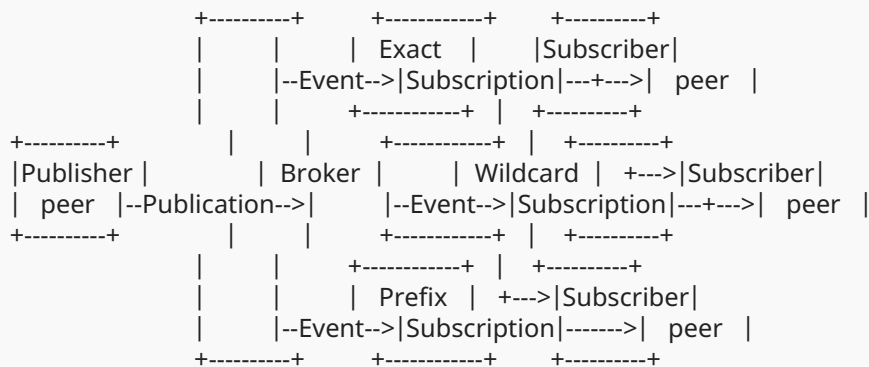 +----------+ +------------+ +----------+
| | | Exact | |Subscriber|
| |--Event-->|Subscription|---+--->| peer |
| | +------------+ | +----------+
+----------+ | | +------------+ | +----------+
|Publisher | | Broker | | Wildcard | +--->|Subscriber|
| peer |--Publication-->| |--Event-->|Subscription|---+--->| peer |
+----------+ | | +------------+ | +----------+
| | +------------+ | +----------+
| | | Prefix | +--->|Subscriber|
| |--Event-->|Subscription|------->| peer |
+----------+ +------------+ +----------+